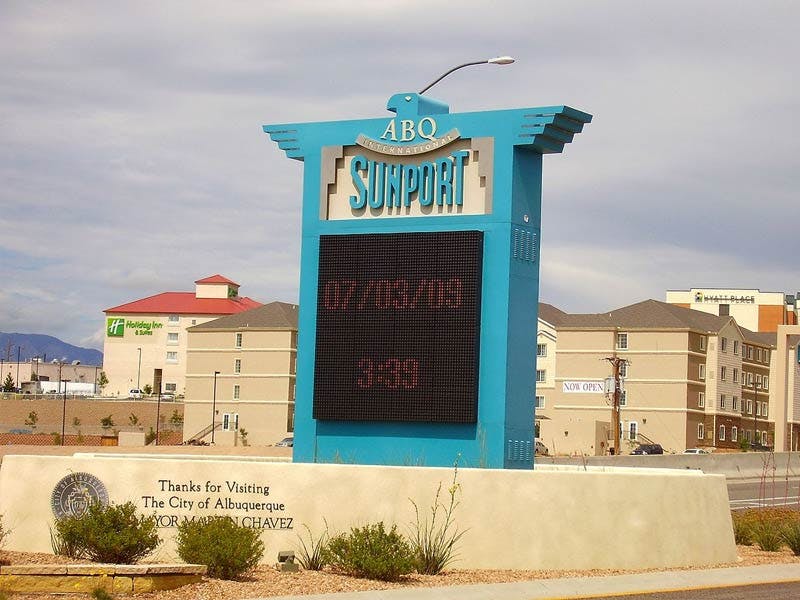 ABQ
INTERNATIONAL
SUNPORT
07/03/09
3:39
Holiday Inn
& Suites
HYATT PLACE
NOW OPEN
Thanks for Visiting
The City of Albuquerque
MAYOR MARTIN CHAVEZ